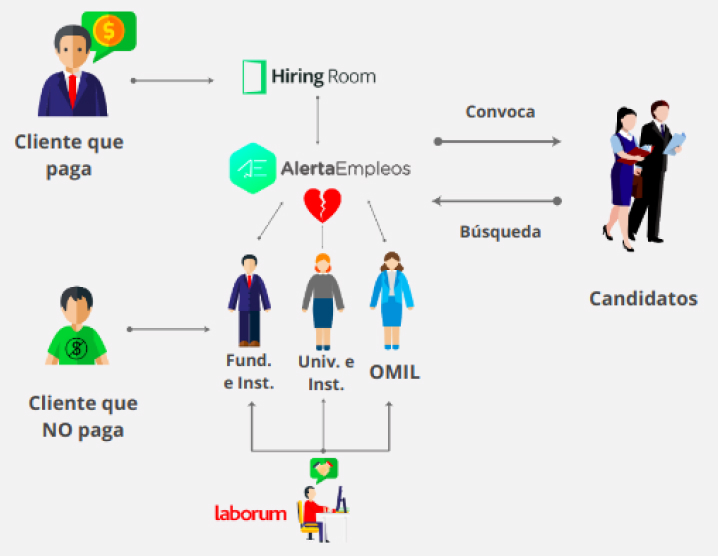 $
Cliente que
paga
Hiring Room
AE AlertaEmpleos
Convoca
Búsqueda
Candidatos
$
Cliente que
NO paga
Fund.
e Inst.
Univ. e
Inst.
OMIL
laborum